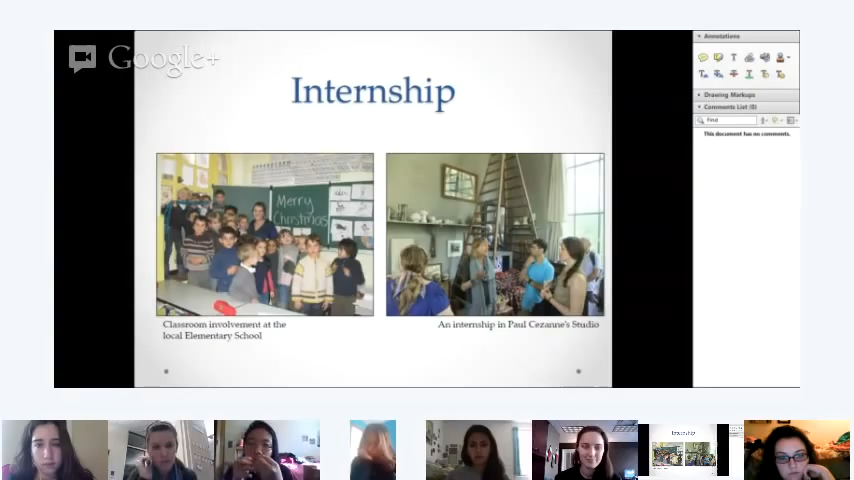 Google+
Internship
Merry
Christmas
Classroom involvement at the
local Elementary School
An internship in Paul Cezanne's Studio
Annotations
Drawing Markups
Comments List (0)
Find
This document has no comments.
Internship